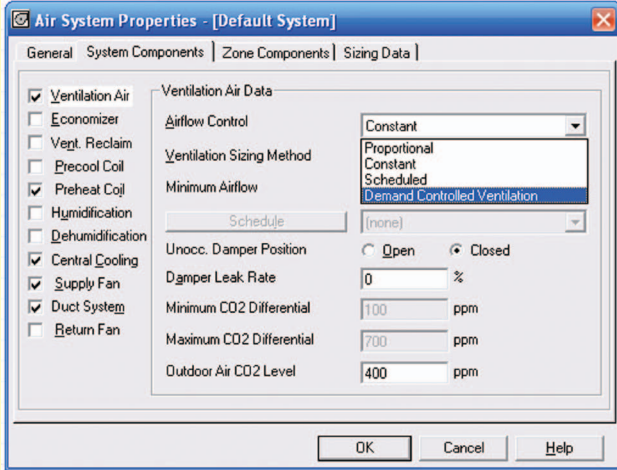 Air System Properties - [Default System]
General System Components Zone Components Sizing Data
Ventilation Air
Economizer
Vent. Reclaim
Precool Coil
Preheat Coil
Humidification
Dehumidification
Central Cooling
Supply Fan
Duct System
Return Fan
Ventilation Air Data
Airflow Control Constant
Proportional
Constant
Scheduled
Demand Controlled Ventilation
Ventilation Sizing Method
Minimum Airflow
Schedule (none)
Unocc. Damper Position Open Closed
Damper Leak Rate 0 %
Minimum CO2 Differential 100 ppm
Maximum CO2 Differential 700 ppm
Outdoor Air CO2 Level 400 ppm
OK Cancel Help